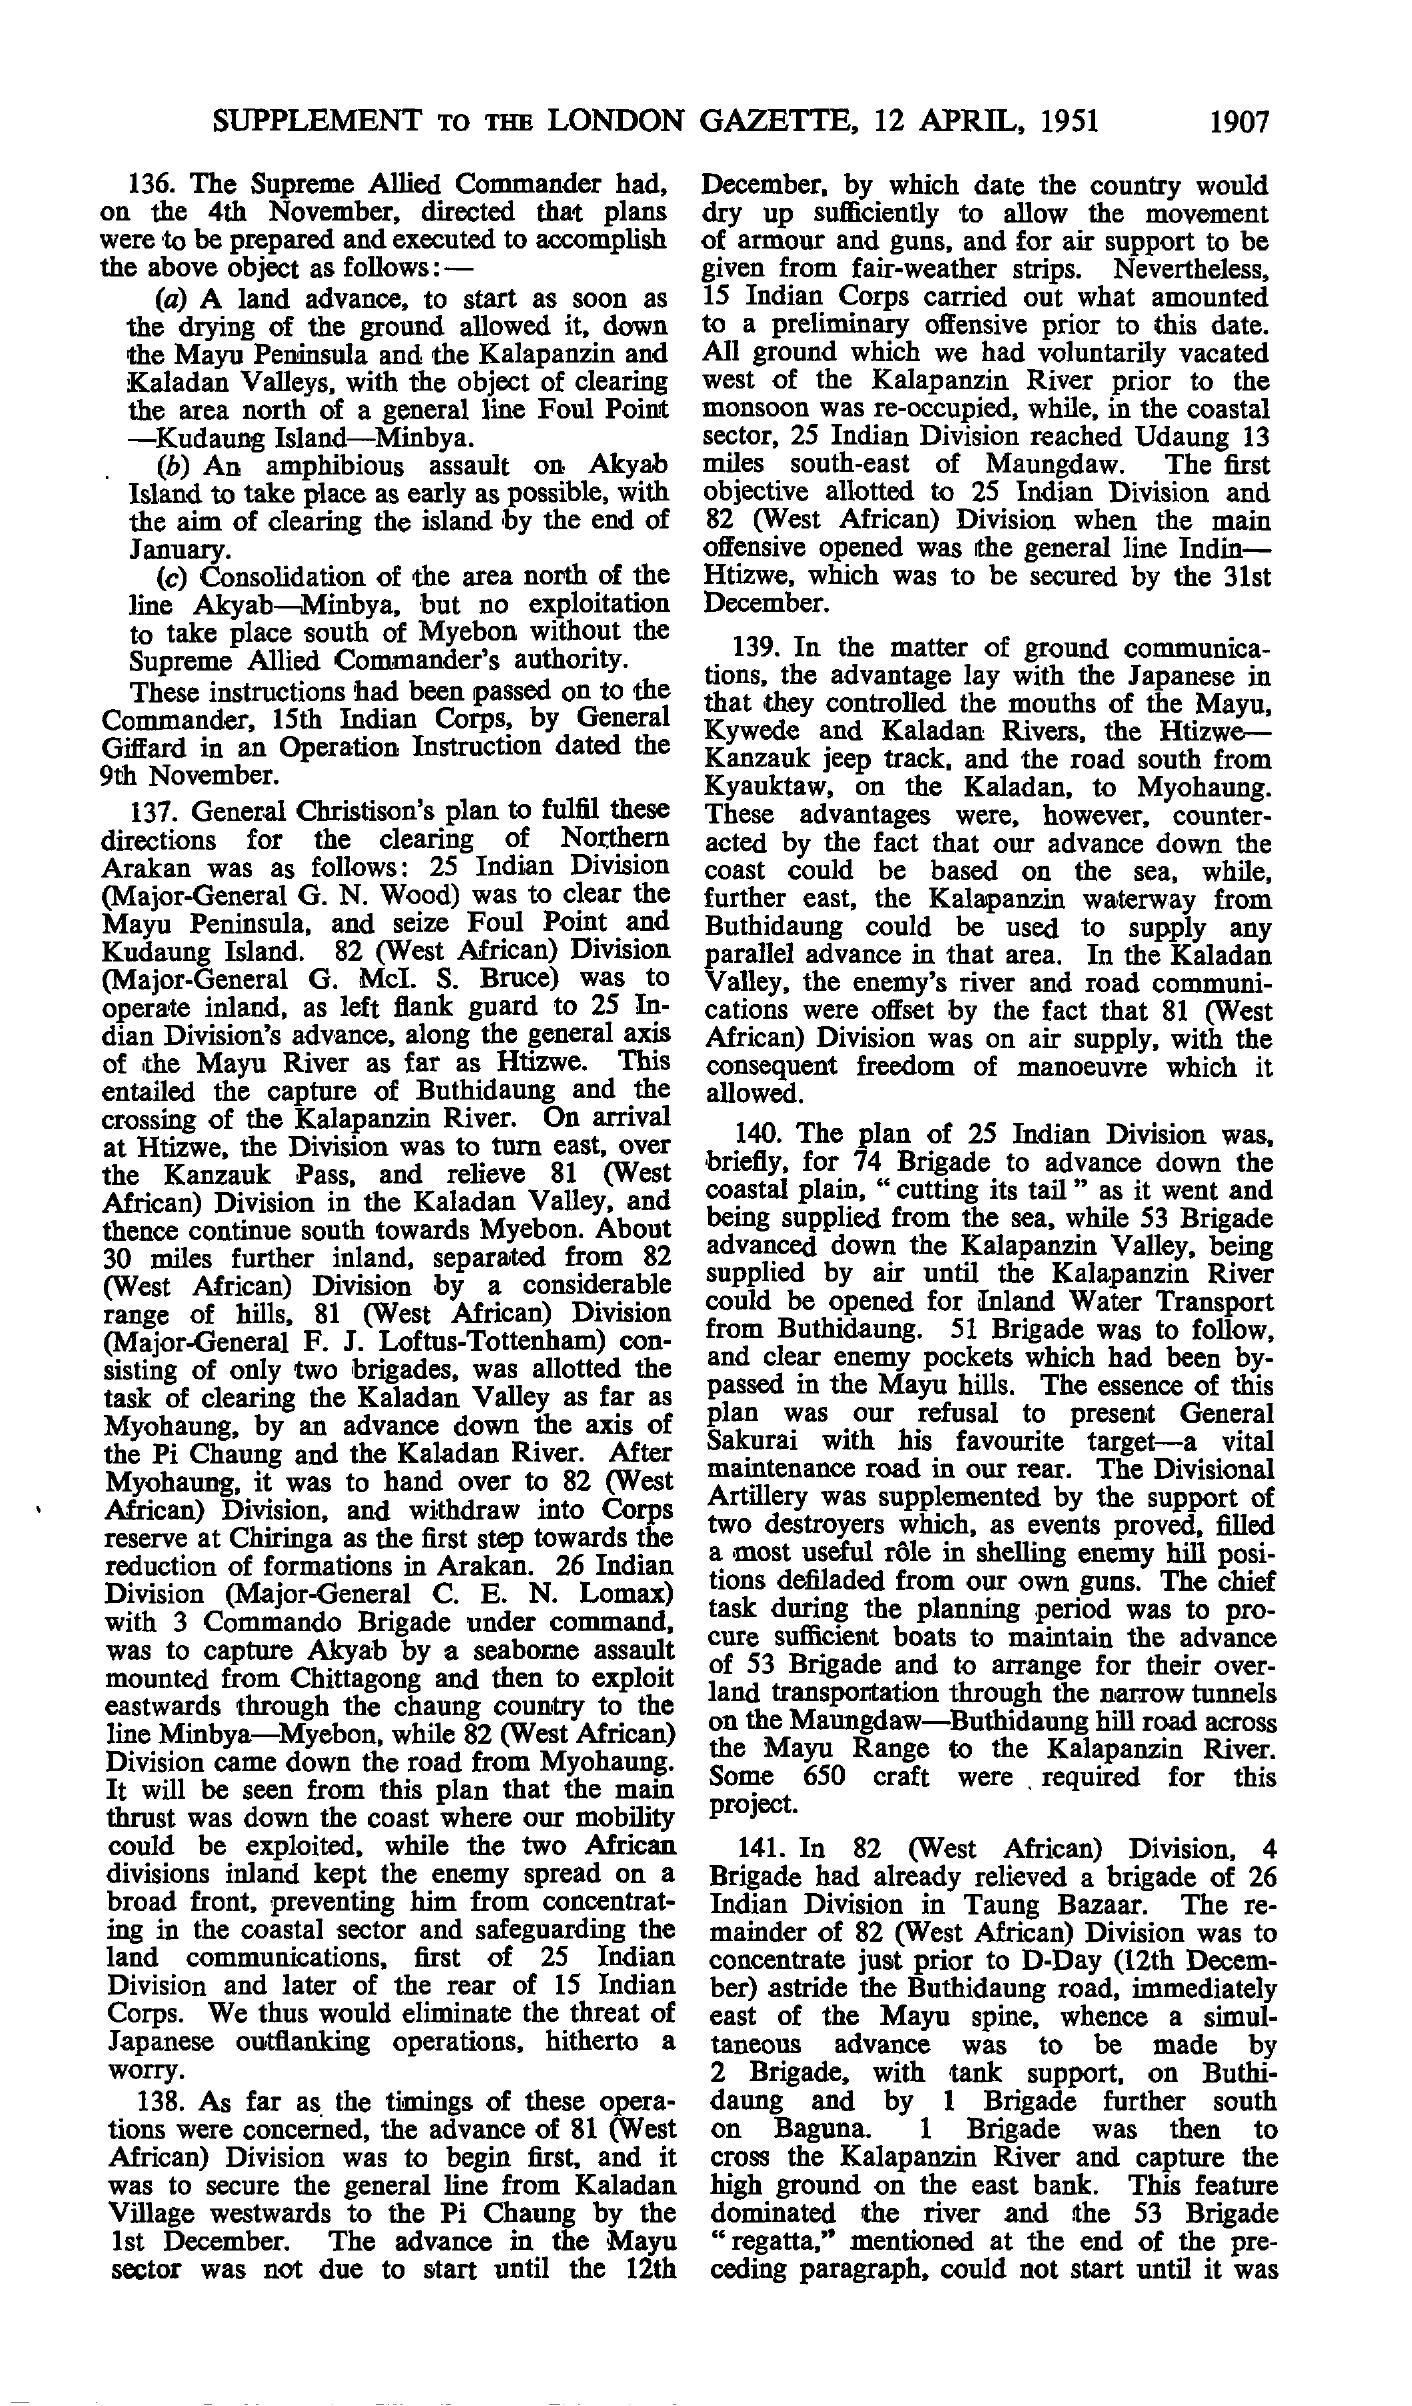 SUPPLEMENT TO THE LONDON GAZETTE, 12 APRIL, 1951 1907
136. The Supreme Allied Commander had,
on the 4th November, directed that plans
were to be prepared and executed to accomplish
the above object as follows:—
(a) A land advance, to start as soon as
the drying of the ground allowed it, down
the Mayu Peninsula and the Kalapanzin and
Kaladan Valleys, with the object of clearing
the area north of a general line Foul Point
—Kudaung Island—Minbya.
(b) An amphibious assault on Akyab
Island to take place as early as possible, with
the aim of clearing the island by the end of
January.
(c) Consolidation of the area north of the
line Akyab—Minbya, but no exploitation
to take place south of Myebon without the
Supreme Allied Commander's authority.
These instructions had been passed on to the
Commander, 15th Indian Corps, by General
Giffard in an Operation Instruction dated the
9th November.
137. General Christison's plan to fulfil these
directions for the clearing of Northern
Arakan was as follows: 25 Indian Division
(Major-General G. N. Wood) was to clear the
Mayu Peninsula, and seize Foul Point and
Kudaung Island. 82 (West African) Division
(Major-General G. McI. S. Bruce) was to
operate inland, as left flank guard to 25 In-
dian Division's advance, along the general axis
of the Mayu River as far as Htizwe. This
entailed the capture of Buthidaung and the
crossing of the Kalapanzin River. On arrival
at Htizwe, the Division was to turn east, over
the Kanzauk Pass, and relieve 81 (West
African) Division in the Kaladan Valley, and
thence continue south towards Myebon. About
30 miles further inland, separated from 82
(West African) Division by a considerable
range of hills, 81 (West African) Division
(Major-General F. J. Loftus-Tottenham) con-
sisting of only two brigades, was allotted the
task of clearing the Kaladan Valley as far as
Myohaung, by an advance down the axis of
the Pi Chaung and the Kaladan River. After
Myohaung, it was to hand over to 82 (West
African) Division, and withdraw into Corps
reserve at Chiringa as the first step towards the
reduction of formations in Arakan. 26 Indian
Division (Major-General C. E. N. Lomax)
with 3 Commando Brigade under command,
was to capture Akyab by a seaborne assault
mounted from Chittagong and then to exploit
eastwards through the chaung country to the
line Minbya—Myebon, while 82 (West African)
Division came down the road from Myohaung.
It will be seen from this plan that the main
thrust was down the coast where our mobility
could be exploited, while the two African
divisions inland kept the enemy spread on a
broad front, preventing him from concentrat-
ing in the coastal sector and safeguarding the
land communications, first of 25 Indian
Division and later of the rear of 15 Indian
Corps. We thus would eliminate the threat of
Japanese outflanking operations, hitherto a
worry.
138. As far as the timings of these opera-
tions were concerned, the advance of 81 (West
African) Division was to begin first, and it
was to secure the general line from Kaladan
Village westwards to the Pi Chaung by the
1st December. The advance in the Mayu
sector was not due to start until the 12th
December, by which date the country would
dry up sufficiently to allow the movement
of armour and guns, and for air support to be
given from fair-weather strips. Nevertheless,
15 Indian Corps carried out what amounted
to a preliminary offensive prior to this date.
All ground which we had voluntarily vacated
west of the Kalapanzin River prior to the
monsoon was re-occupied, while, in the coastal
sector, 25 Indian Division reached Udaung 13
miles south-east of Maungdaw. The first
objective allotted to 25 Indian Division and
82 (West African) Division when the main
offensive opened was the general line Indin—
Htizwe, which was to be secured by the 31st
December.
139. In the matter of ground communica-
tions, the advantage lay with the Japanese in
that they controlled the mouths of the Mayu,
Kywede and Kaladan Rivers, the Htizwe—
Kanzauk jeep track, and the road south from
Kyauktaw, on the Kaladan, to Myohaung.
These advantages were, however, counter-
acted by the fact that our advance down the
coast could be based on the sea, while,
further east, the Kalapanzin waterway from
Buthidaung could be used to supply any
parallel advance in that area. In the Kaladan
Valley, the enemy's river and road communi-
cations were offset by the fact that 81 (West
African) Division was on air supply, with the
consequent freedom of manoeuvre which it
allowed.
140. The plan of 25 Indian Division was,
briefly, for 74 Brigade to advance down the
coastal plain, "cutting its tail" as it went and
being supplied from the sea, while 53 Brigade
advanced down the Kalapanzin Valley, being
supplied by air until the Kalapanzin River
could be opened for Inland Water Transport
from Buthidaung. 51 Brigade was to follow,
and clear enemy pockets which had been by-
passed in the Mayu hills. The essence of this
plan was our refusal to present General
Sakurai with his favourite target—a vital
maintenance road in our rear. The Divisional
Artillery was supplemented by the support of
two destroyers which, as events proved, filled
a most useful rôle in shelling enemy hill posi-
tions defiladed from our own guns. The chief
task during the planning period was to pro-
cure sufficient boats to maintain the advance
of 53 Brigade and to arrange for their over-
land transportation through the narrow tunnels
on the Maungdaw—Buthidaung hill road across
the Mayu Range to the Kalapanzin River.
Some 650 craft were required for this
project.
141. In 82 (West African) Division, 4
Brigade had already relieved a brigade of 26
Indian Division in Taung Bazaar. The re-
mainder of 82 (West African) Division was to
concentrate just prior to D-Day (12th Decem-
ber) astride the Buthidaung road, immediately
east of the Mayu spine, whence a simul-
taneous advance was to be made by
2 Brigade, with tank support, on Buthi-
daung and by 1 Brigade further south
on Baguna. 1 Brigade was then to
cross the Kalapanzin River and capture the
high ground on the east bank. This feature
dominated the river and the 53 Brigade
"regatta," mentioned at the end of the pre-
ceding paragraph, could not start until it was